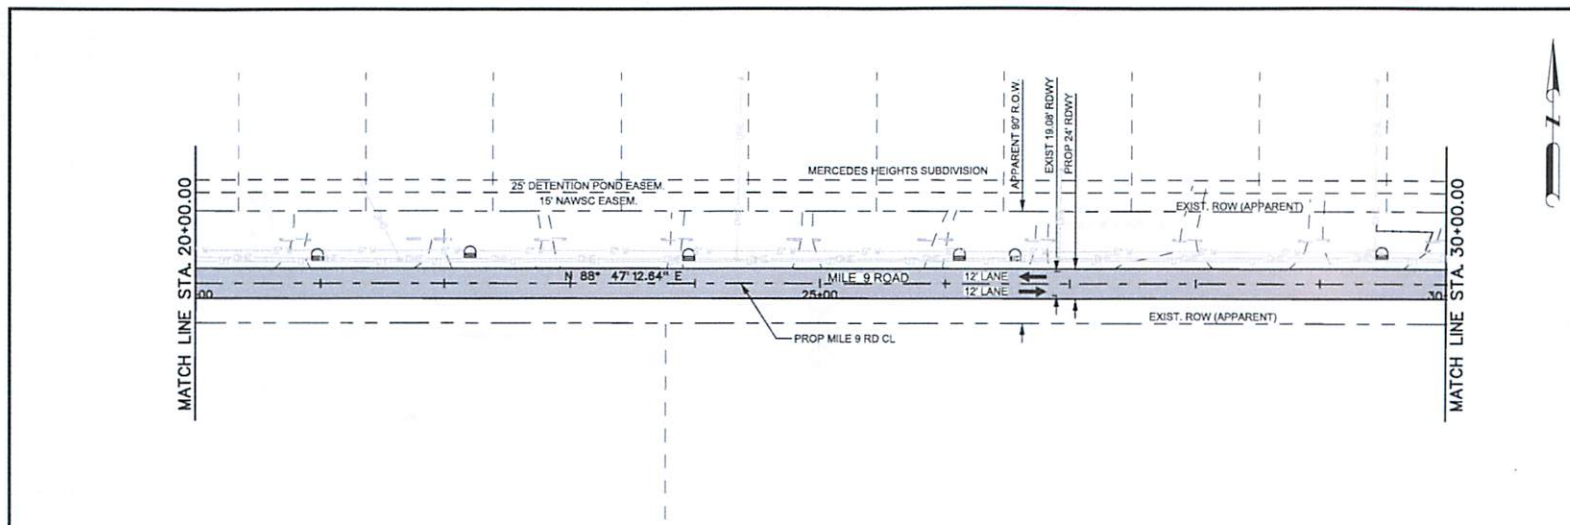 MATCH LINE STA. 20+00.00
MERCEDES HEIGHTS SUBDIVISION
25' DETENTION POND EASEM.
15' NAWSC EASEM.
APPARENT 90' R.O.W.
EXIST 19.08' RDWY
PROP 24' RDWY
EXIST. ROW (APPARENT)
N 88° 47'12.64" E
MILE 9 ROAD
12' LANE
12' LANE
00
25+00
30
EXIST. ROW (APPARENT)
PROP MILE 9 RD CL
MATCH LINE STA. 30+00.00
N